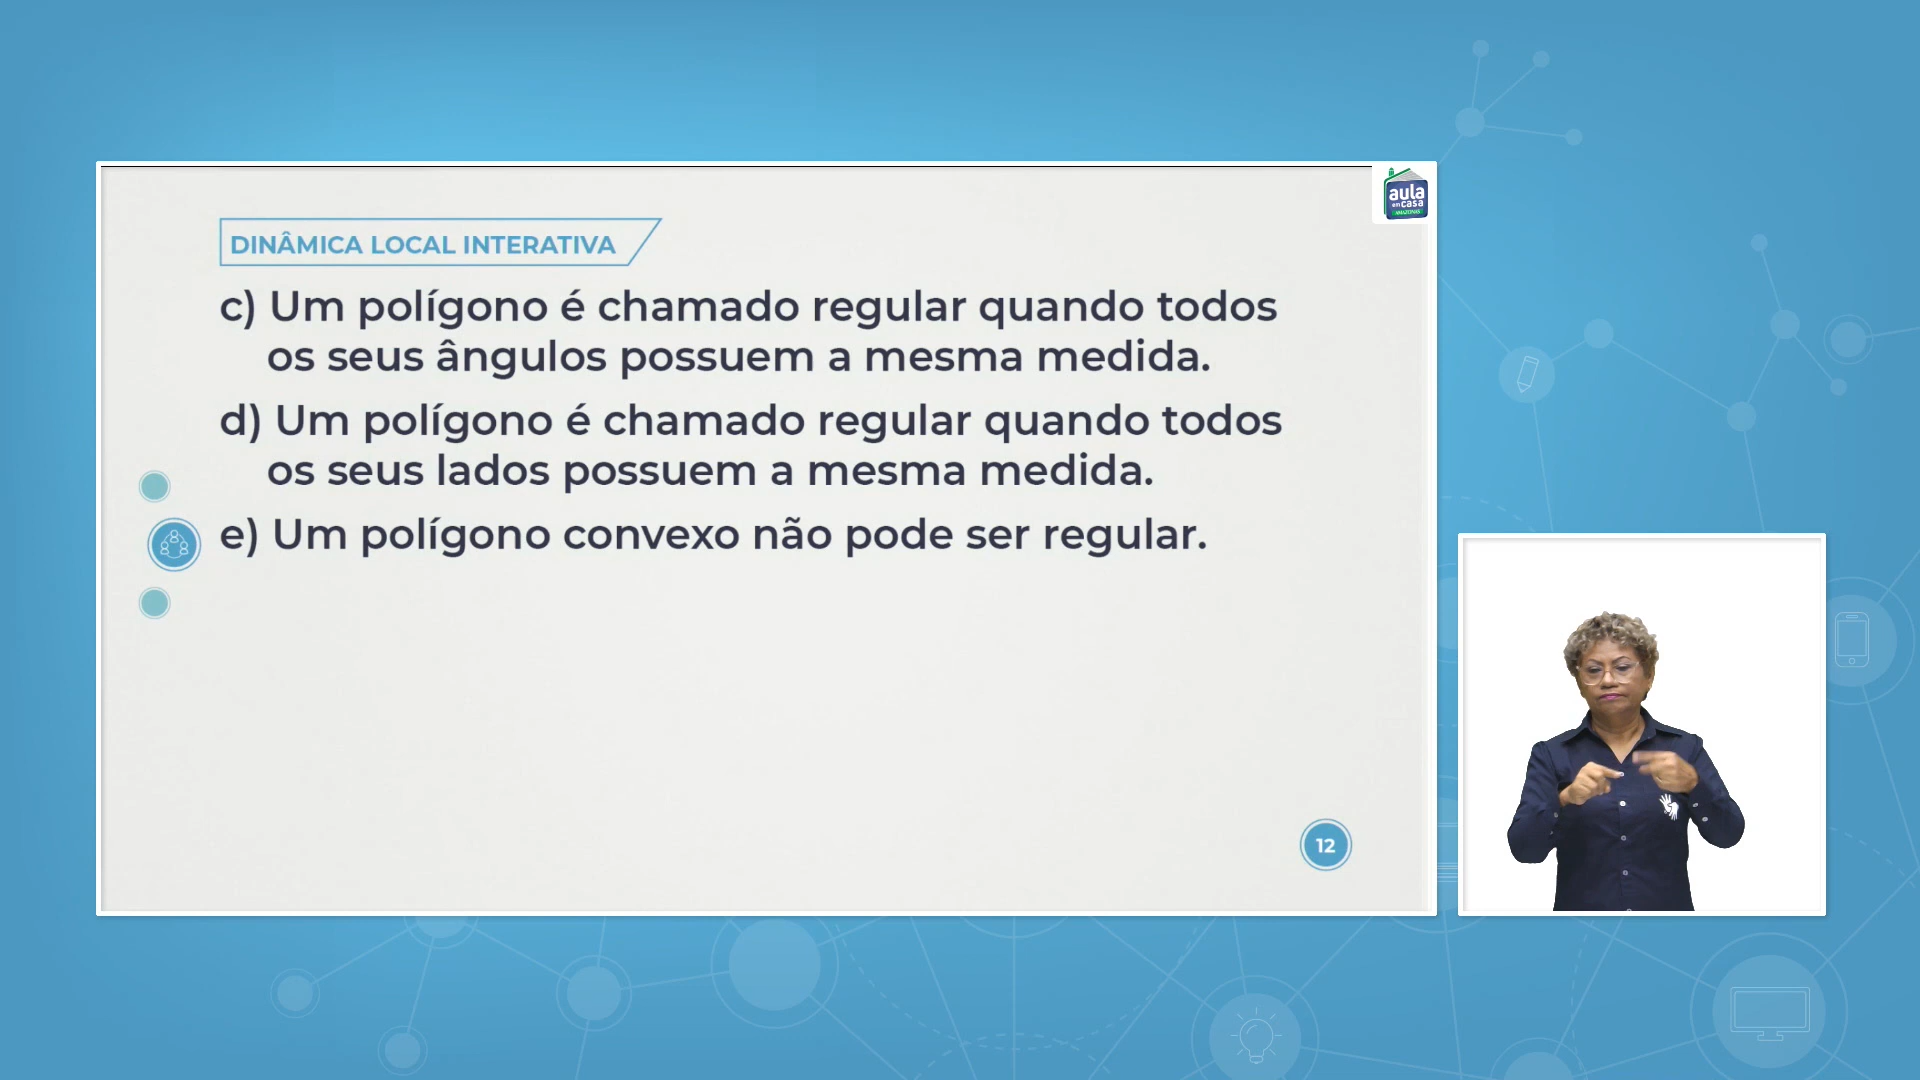 aula
em casa
AMAZONAS
DINÂMICA LOCAL INTERATIVA
c) Um polígono é chamado regular quando todos
os seus ângulos possuem a mesma medida.
d) Um polígono é chamado regular quando todos
os seus lados possuem a mesma medida.
e) Um polígono convexo não pode ser regular.
12